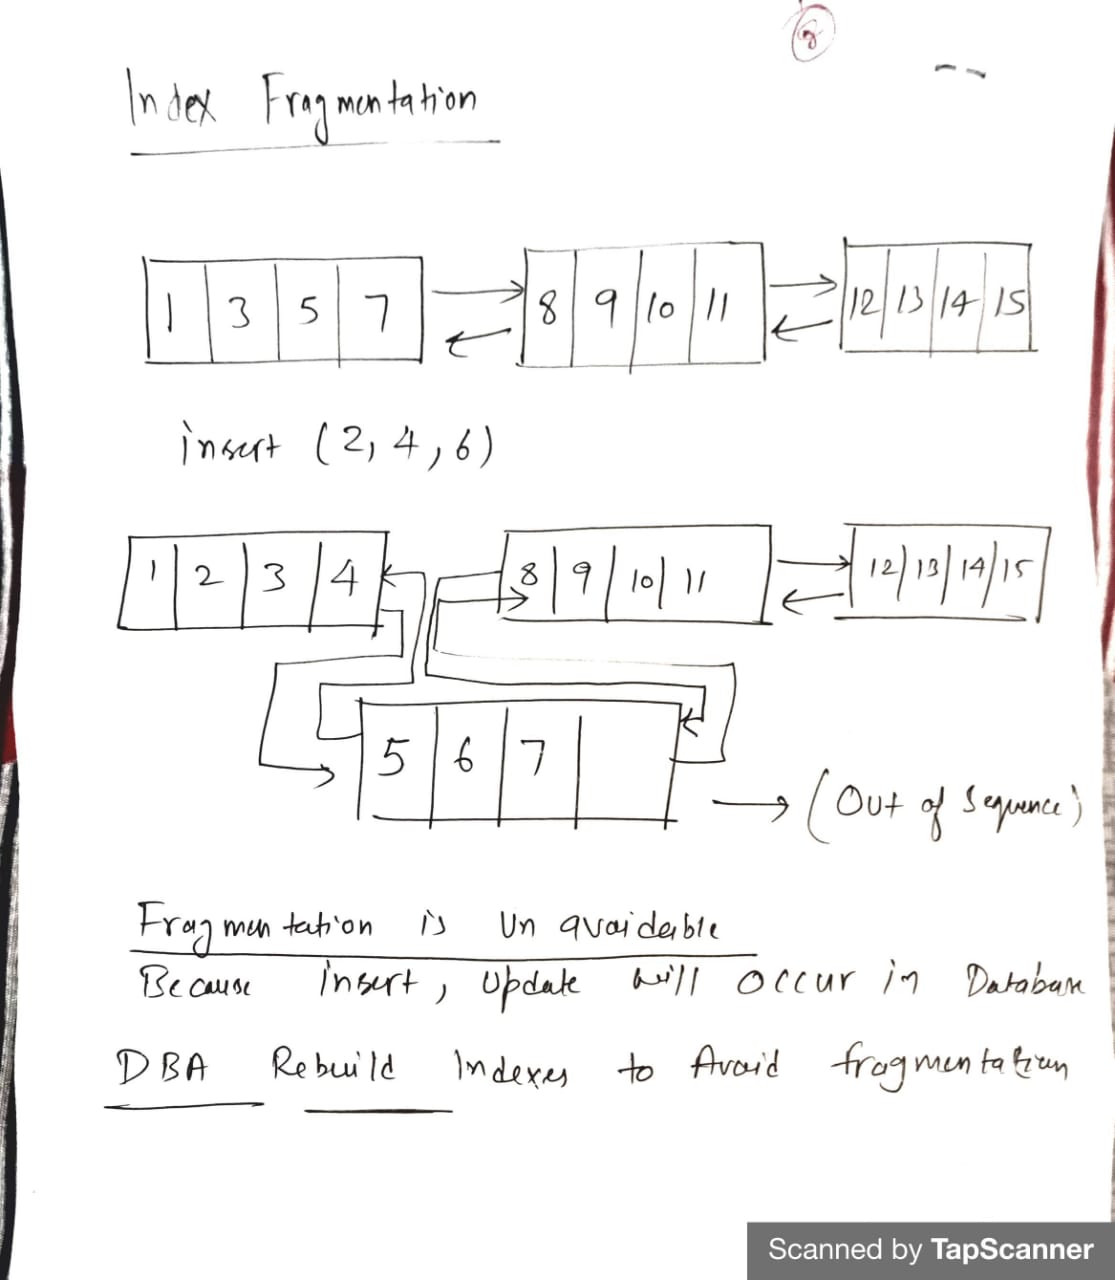 8
Index Fragmentation
1 3 5 7 8 9 10 11 12 13 14 15
insert (2, 4, 6)
1 2 3 4 8 9 10 11 12 13 14 15
5 6 7
(Out of Sequence)
Fragmentation is Un avaidable
Because insert, Update will occur in Database
DBA Rebuild Indexes to Avoid fragmentation
Scanned by TapScanner